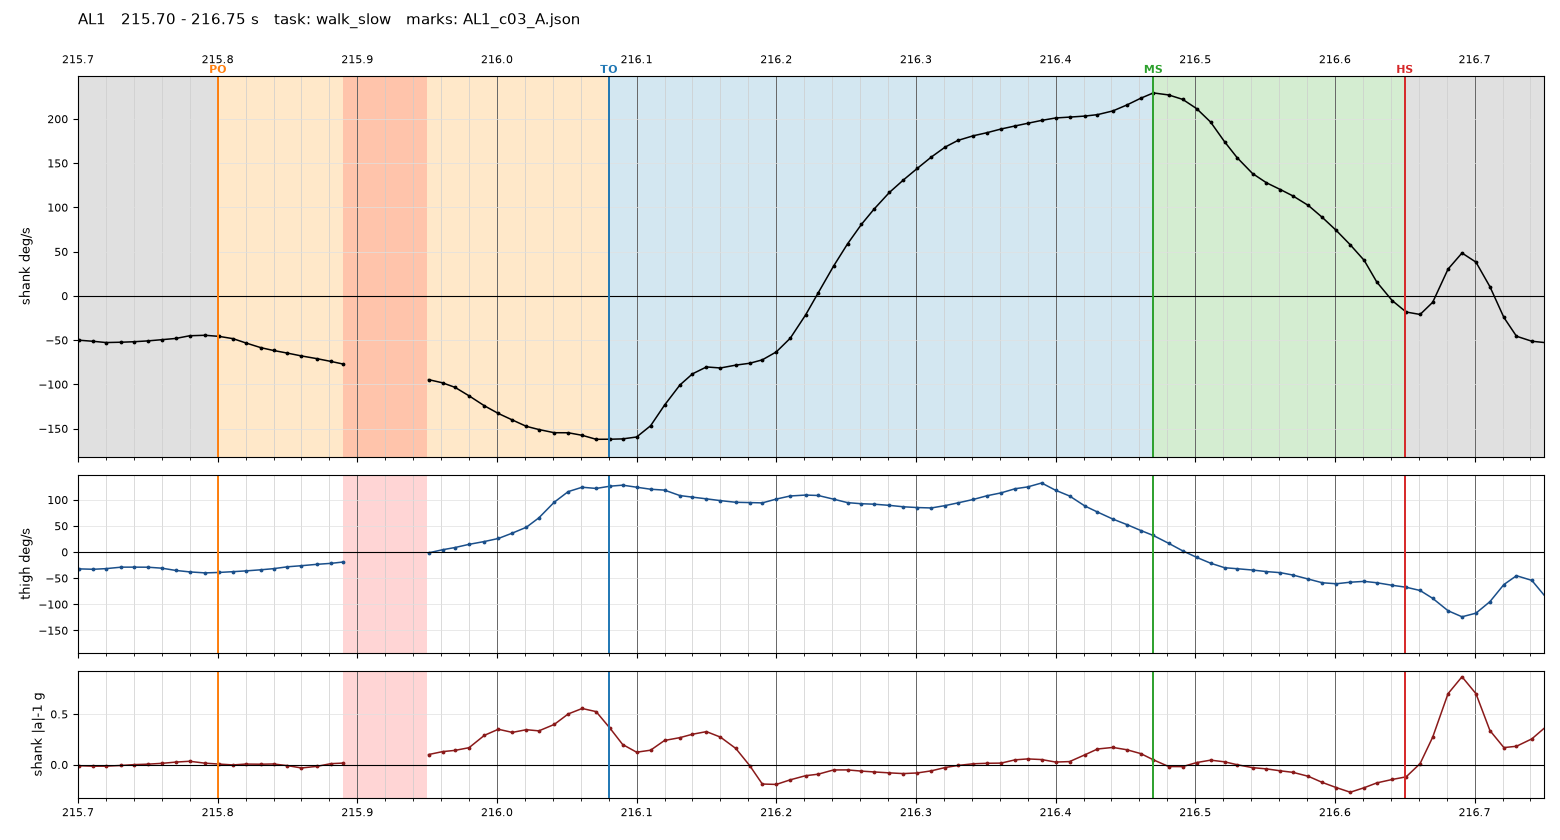 AL1   215.70 - 216.75 s   task: walk_slow   marks: AL1_c03_A.json
215.7 215.8 215.9 216.0 216.1 216.2 216.3 216.4 216.5 216.6 216.7
PO TO MS HS
shank deg/s
200
150
100
50
0
−50
−100
−150
thigh deg/s
100
50
0
−50
−100
−150
shank |a|-1 g
0.5
0.0
215.7 215.8 215.9 216.0 216.1 216.2 216.3 216.4 216.5 216.6 216.7